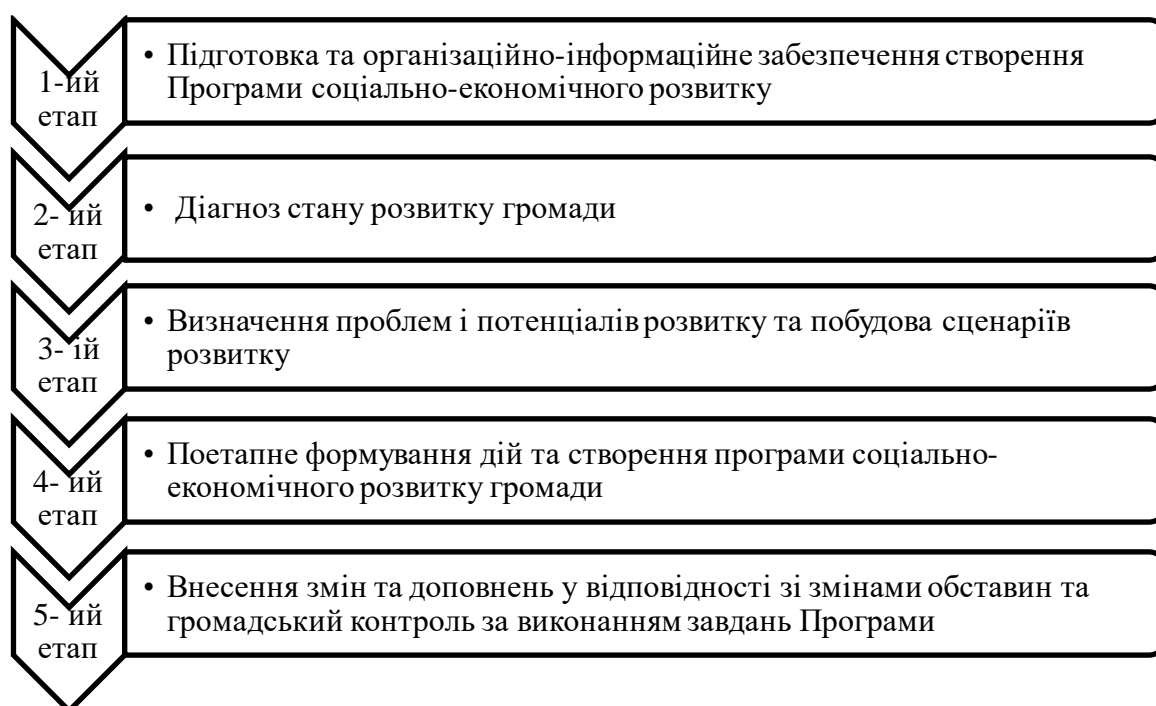 1-ий
етап
• Підготовка та організаційно-інформаційне забезпечення створення
Програми соціально-економічного розвитку
2- ий
етап
• Діагноз стану розвитку громади
3- ій
етап
• Визначення проблем і потенціалів розвитку та побудова сценаріїв
розвитку
4- ий
етап
• Поетапне формування дій та створення програми соціально-
економічного розвитку громади
5- ий
етап
• Внесення змін та доповнень у відповідності зі змінами обставин та
громадський контроль за виконанням завдань Програми